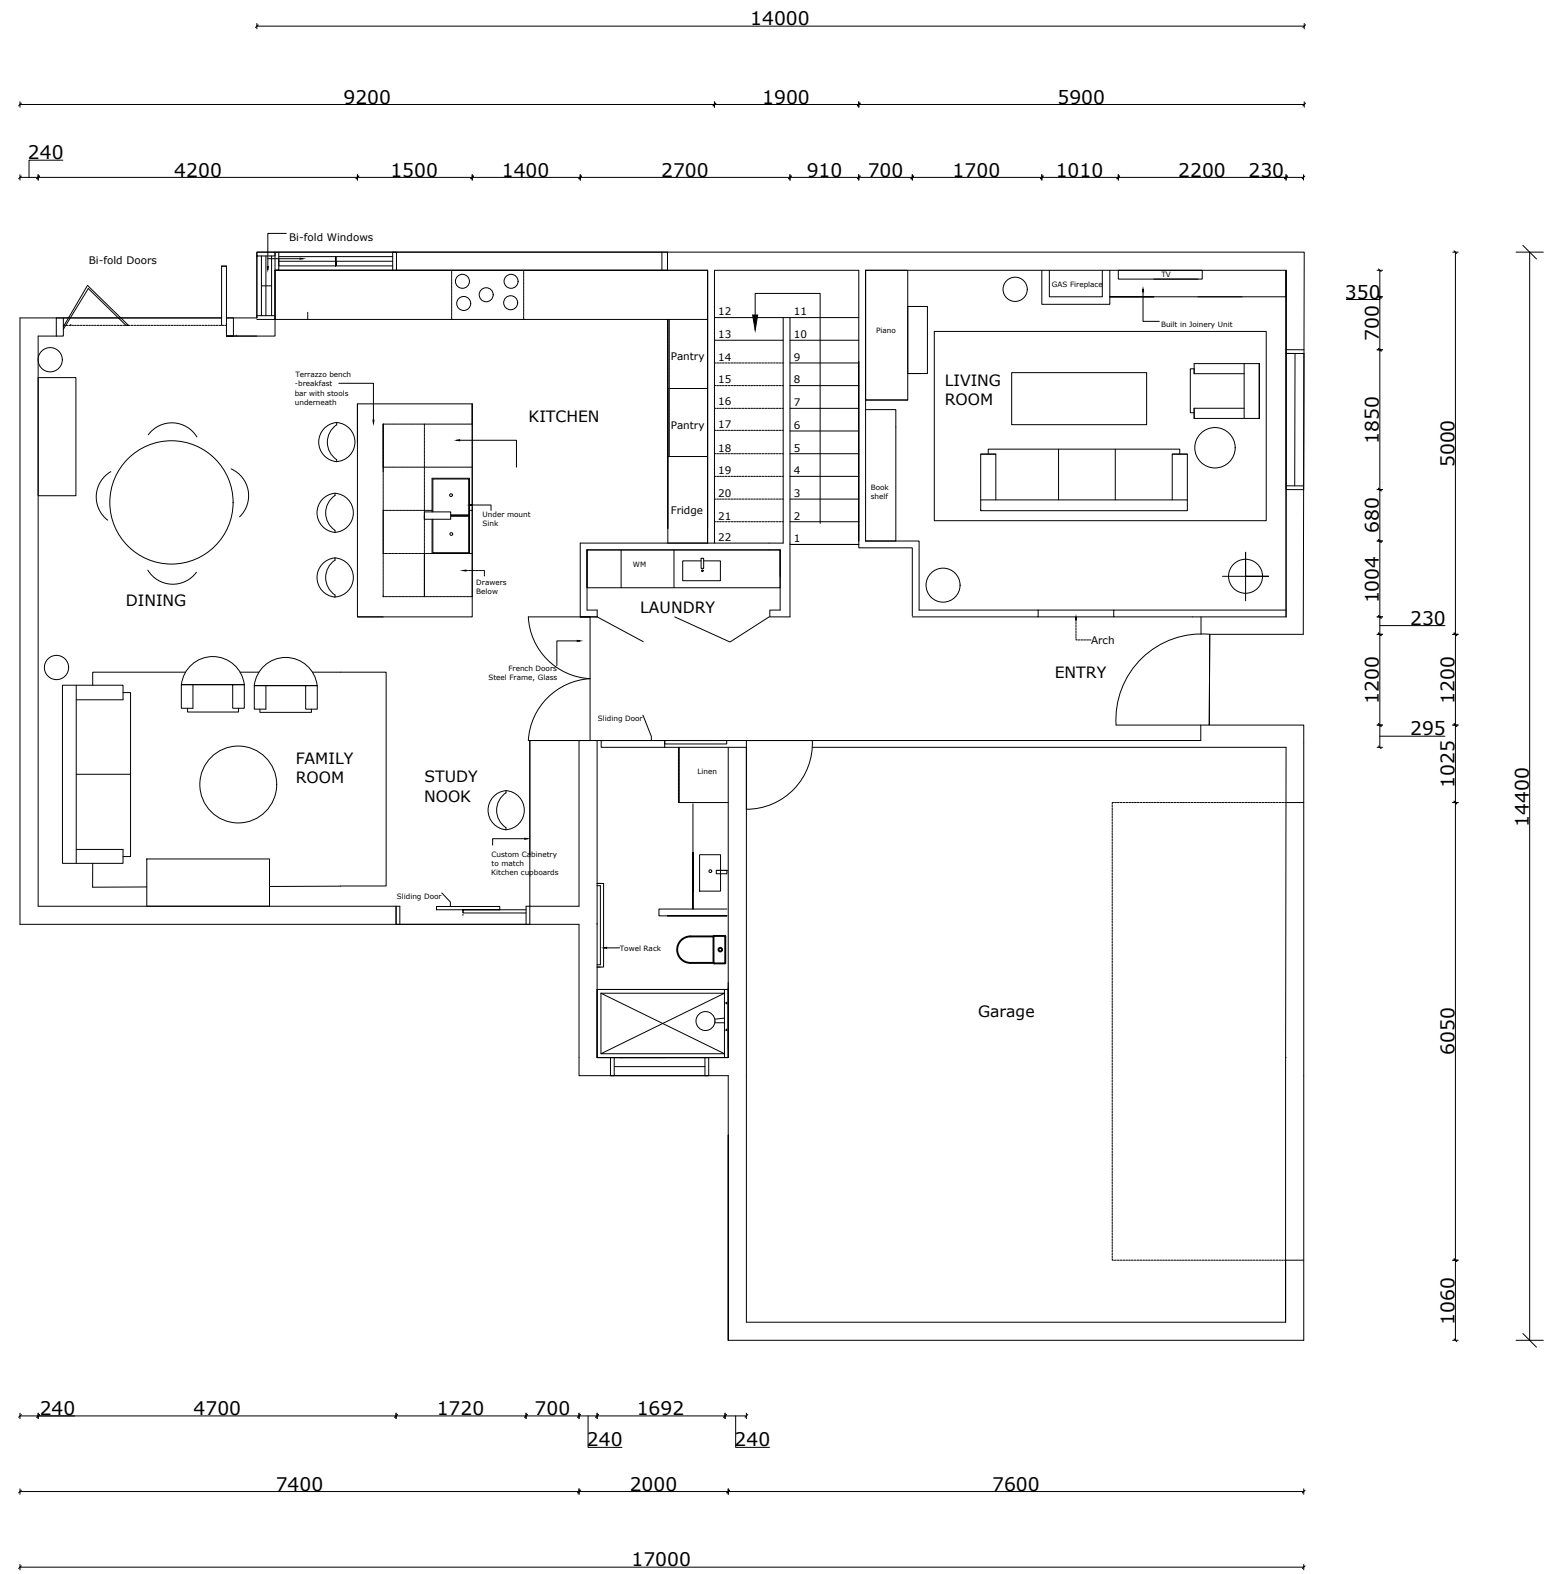 14000
9200
1900
5900
240
4200
1500
1400
2700
910
700
1700
1010
2200
230
Bi-fold Doors
Bi-fold Windows
GAS Fireplace
TV
Built in Joinery Unit
Piano
12
13
14
15
16
17
18
19
20
21
22
11
10
9
8
7
6
5
4
3
2
1
Pantry
Pantry
Fridge
Terrazzo bench
-breakfast
bar with stools
underneath
KITCHEN
LIVING
ROOM
Book
shelf
Under mount
Sink
Drawers
Below
DINING
WM
LAUNDRY
French Doors
Steel Frame, Glass
Arch
ENTRY
Sliding Door
FAMILY
ROOM
STUDY
NOOK
Linen
Custom Cabinetry
to match
Kitchen cupboards
Sliding Door
Towel Rack
Garage
350
700
1850
680
1004
230
1200
295
5000
1200
1025
6050
1060
14400
240
4700
1720
700
240
1692
240
7400
2000
7600
17000